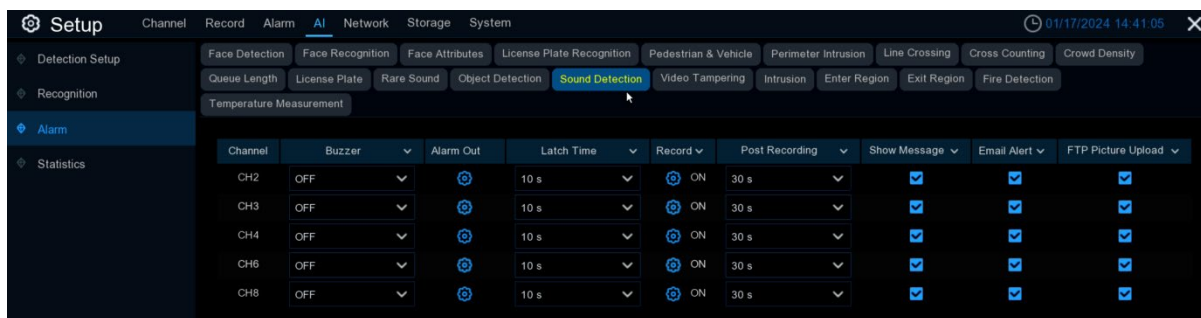 Setup Channel Record Alarm AI Network Storage System 01/17/2024 14:41:05
Detection Setup
Recognition
Alarm
Statistics
Face Detection Face Recognition Face Attributes License Plate Recognition Pedestrian & Vehicle Perimeter Intrusion Line Crossing Cross Counting Crowd Density
Queue Length License Plate Rare Sound Object Detection Sound Detection Video Tampering Intrusion Enter Region Exit Region Fire Detection
Temperature Measurement
Channel Buzzer Alarm Out Latch Time Record Post Recording Show Message Email Alert FTP Picture Upload
CH2 OFF 10 s ON 30 s
CH3 OFF 10 s ON 30 s
CH4 OFF 10 s ON 30 s
CH6 OFF 10 s ON 30 s
CH8 OFF 10 s ON 30 s